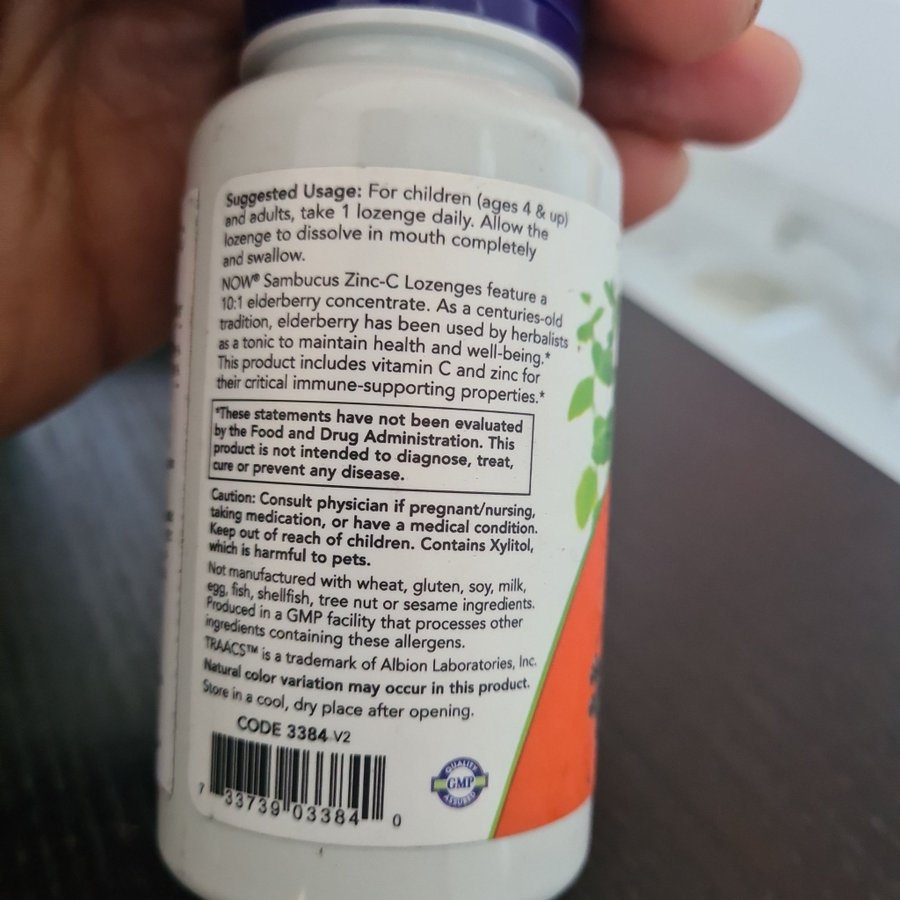 Suggested Usage: For children (ages 4 & up)
and adults, take 1 lozenge daily. Allow the
lozenge to dissolve in mouth completely
and swallow.
NOW® Sambucus Zinc-C Lozenges feature a
10:1 elderberry concentrate. As a centuries-old
tradition, elderberry has been used by herbalists
as a tonic to maintain health and well-being.*
This product includes vitamin C and zinc for
their critical immune-supporting properties.*
*These statements have not been evaluated
by the Food and Drug Administration. This
product is not intended to diagnose, treat,
cure or prevent any disease.
Caution: Consult physician if pregnant/nursing,
taking medication, or have a medical condition.
Keep out of reach of children. Contains Xylitol,
which is harmful to pets.
Not manufactured with wheat, gluten, soy, milk,
egg, fish, shellfish, tree nut or sesame ingredients.
Produced in a GMP facility that processes other
ingredients containing these allergens.
TRAACS™ is a trademark of Albion Laboratories, Inc.
Natural color variation may occur in this product.
Store in a cool, dry place after opening.
CODE 3384 V2
7 33739 03384 0
QUALITY
GMP
ASSURED